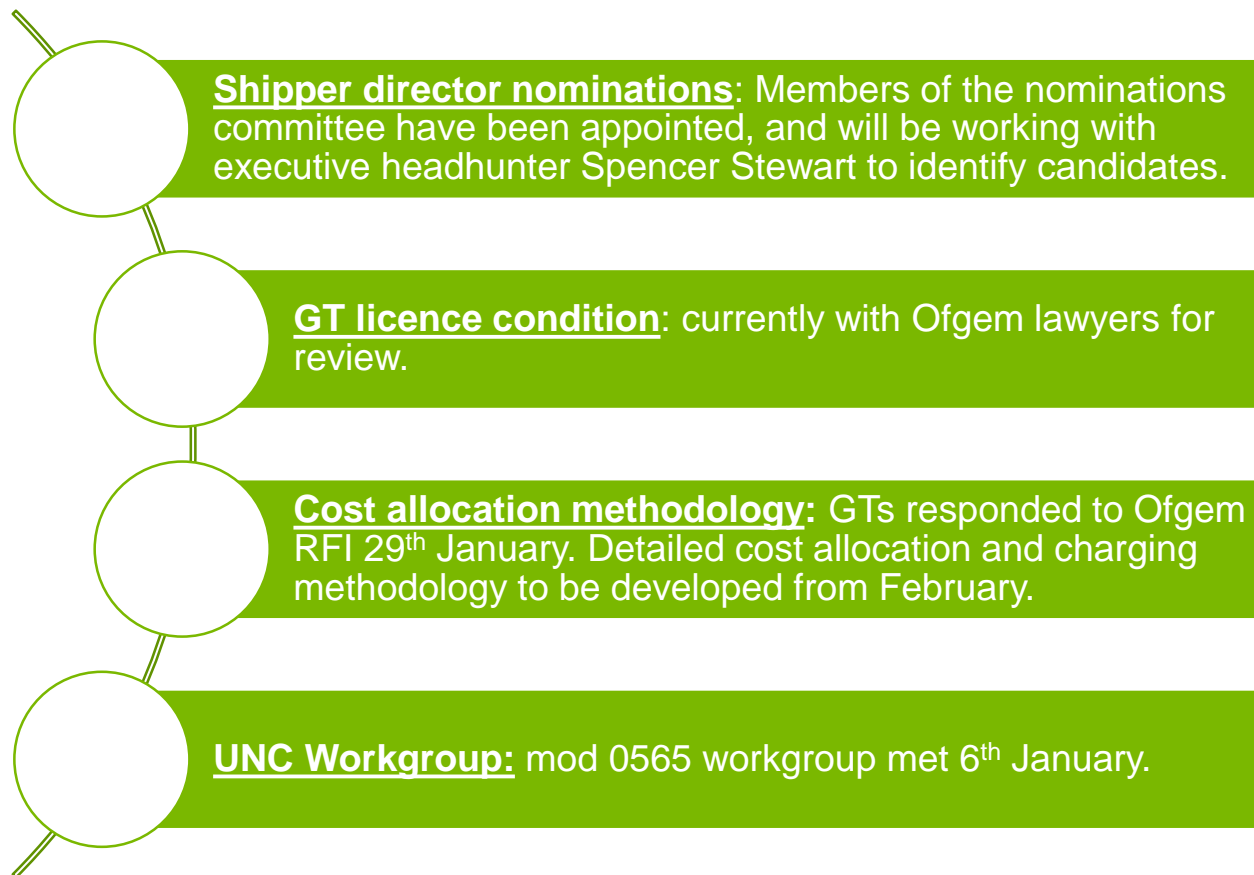 Shipper director nominations: Members of the nominations
committee have been appointed, and will be working with
executive headhunter Spencer Stewart to identify candidates.
GT licence condition: currently with Ofgem lawyers for
review.
Cost allocation methodology: GTs responded to Ofgem
RFI 29th January. Detailed cost allocation and charging
methodology to be developed from February.
UNC Workgroup: mod 0565 workgroup met 6th January.